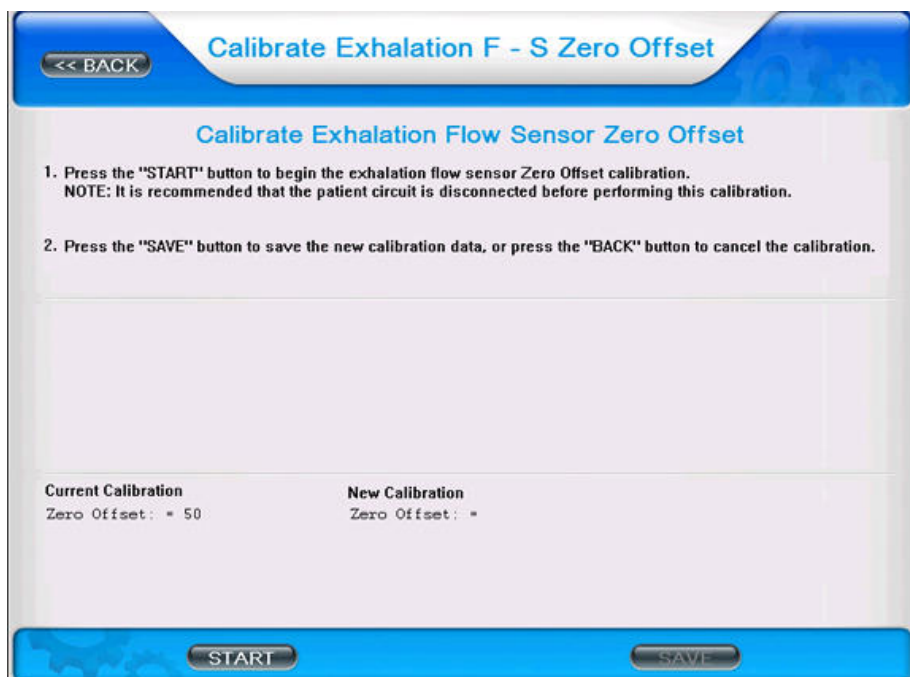 Calibrate Exhalation F - S Zero Offset
<< BACK
Calibrate Exhalation Flow Sensor Zero Offset
1. Press the "START" button to begin the exhalation flow sensor Zero Offset calibration.
NOTE: It is recommended that the patient circuit is disconnected before performing this calibration.
2. Press the "SAVE" button to save the new calibration data, or press the "BACK" button to cancel the calibration.
Current Calibration
Zero Offset: = 50
New Calibration
Zero Offset: =
START
SAVE